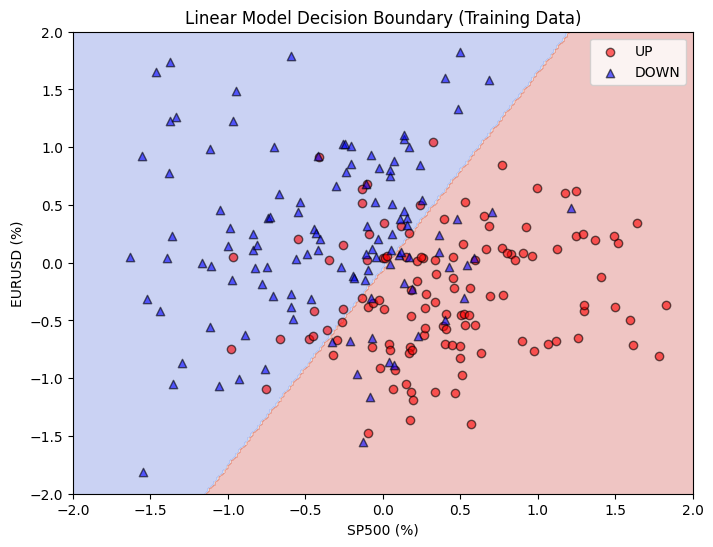 Linear Model Decision Boundary (Training Data)
UP
DOWN
EURUSD (%)
2.0
1.5
1.0
0.5
0.0
−0.5
−1.0
−1.5
−2.0
−2.0 −1.5 −1.0 −0.5 0.0 0.5 1.0 1.5 2.0
SP500 (%)